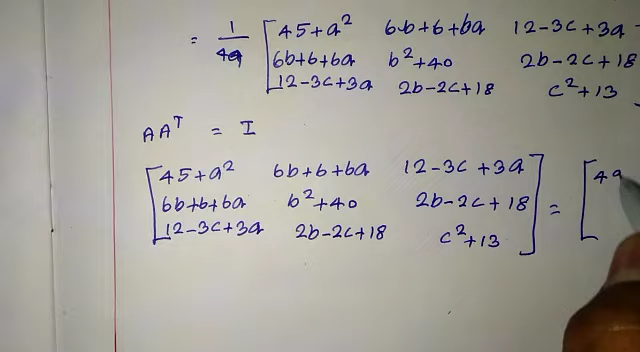 = 1/49 [ 45+a² 6b+6+6a 12-3c+3a
6b+6+6a b²+40 2b-2c+18
12-3c+3a 2b-2c+18 c²+13 ]
AAᵀ = I
[ 45+a² 6b+6+6a 12-3c+3a ] [ 49
6b+6+6a b²+40 2b-2c+18 =
12-3c+3a 2b-2c+18 c²+13 ]